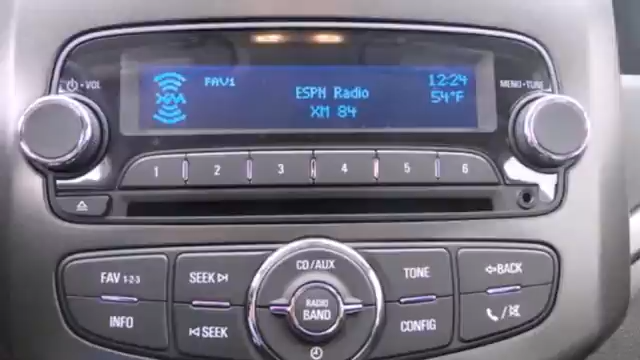 VOL
FAV1
12:24
MENU•TUNE
XM
ESPN Radio
54°F
XM 84
1 2 3 4 5 6
FAV 1-2-3
SEEK
CD/AUX
TONE
BACK
RADIO
BAND
INFO
SEEK
CONFIG